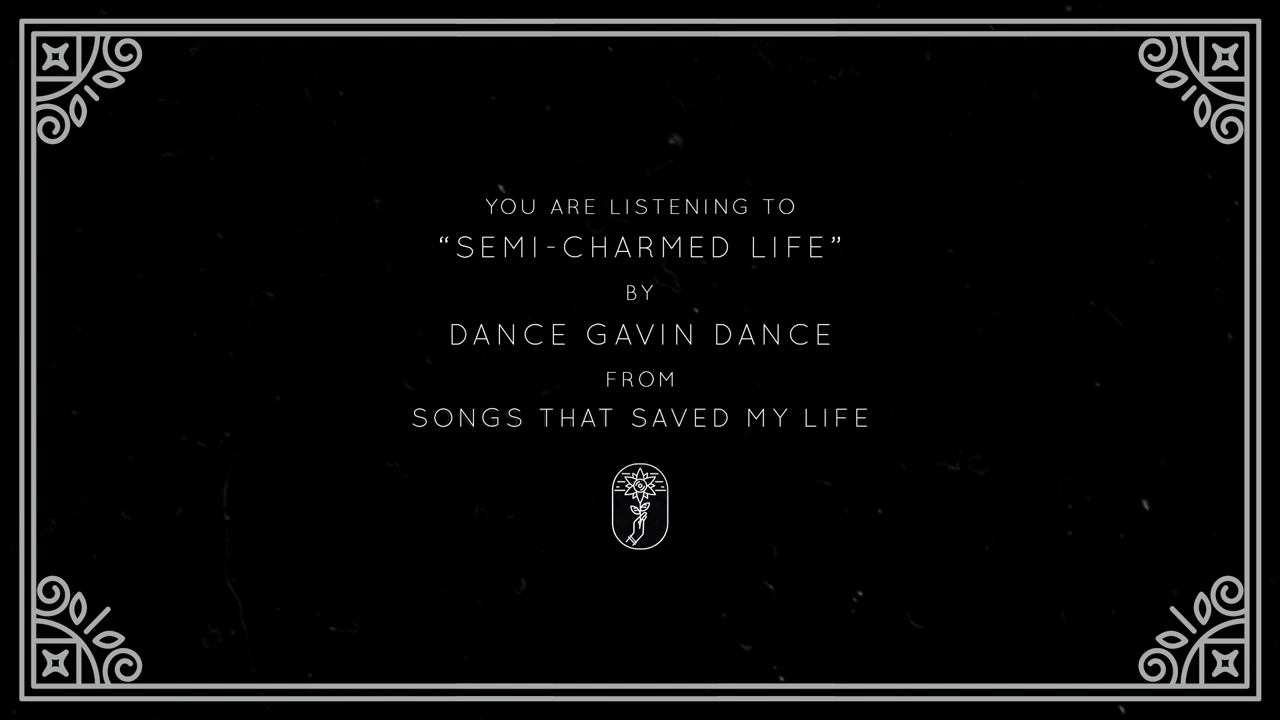 YOU ARE LISTENING TO
“SEMI-CHARMED LIFE”
BY
DANCE GAVIN DANCE
FROM
SONGS THAT SAVED MY LIFE